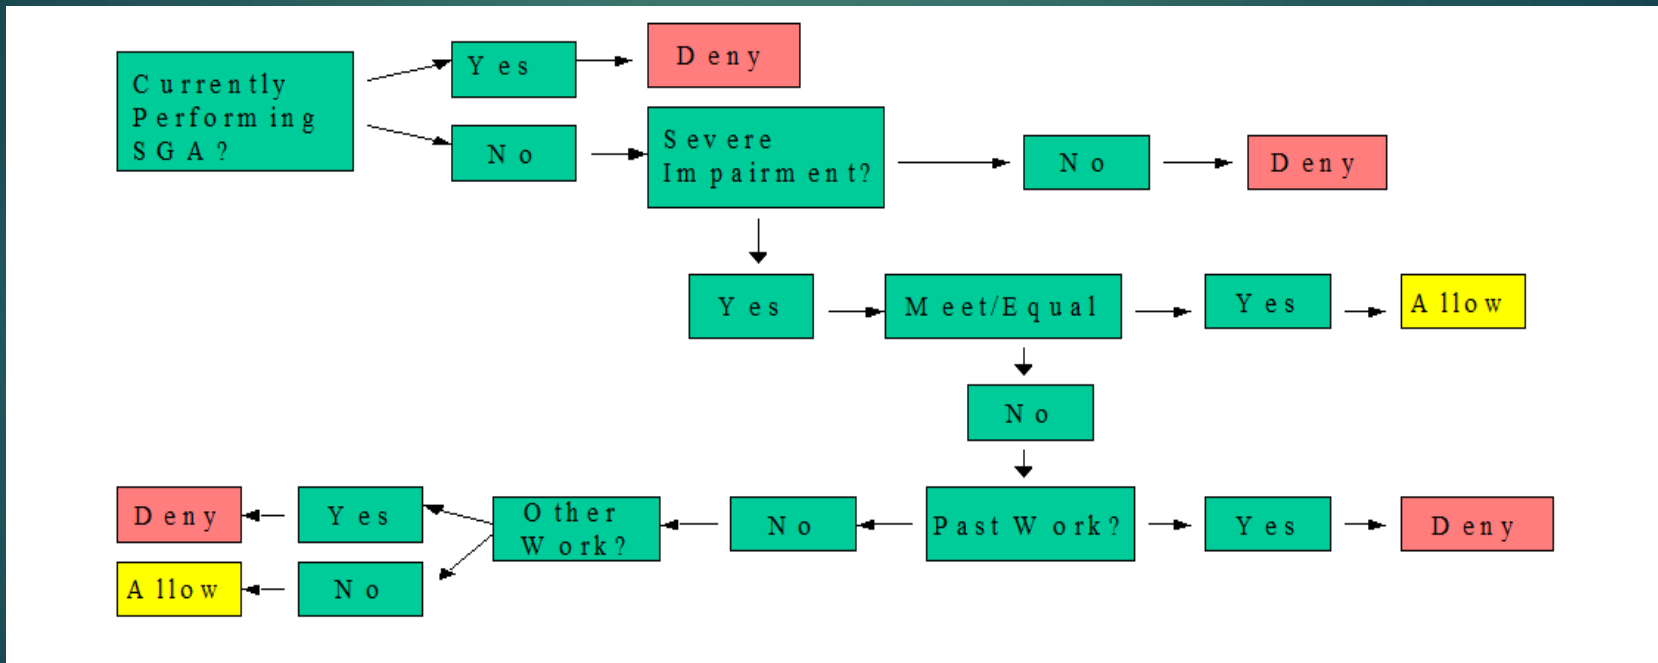 Currently
Performing
SGA?
Yes
Deny
No
Severe
Impairment?
No
Deny
Yes
Meet/Equal
Yes
Allow
No
Past Work?
Yes
Deny
No
Other
Work?
Yes
Deny
No
Allow